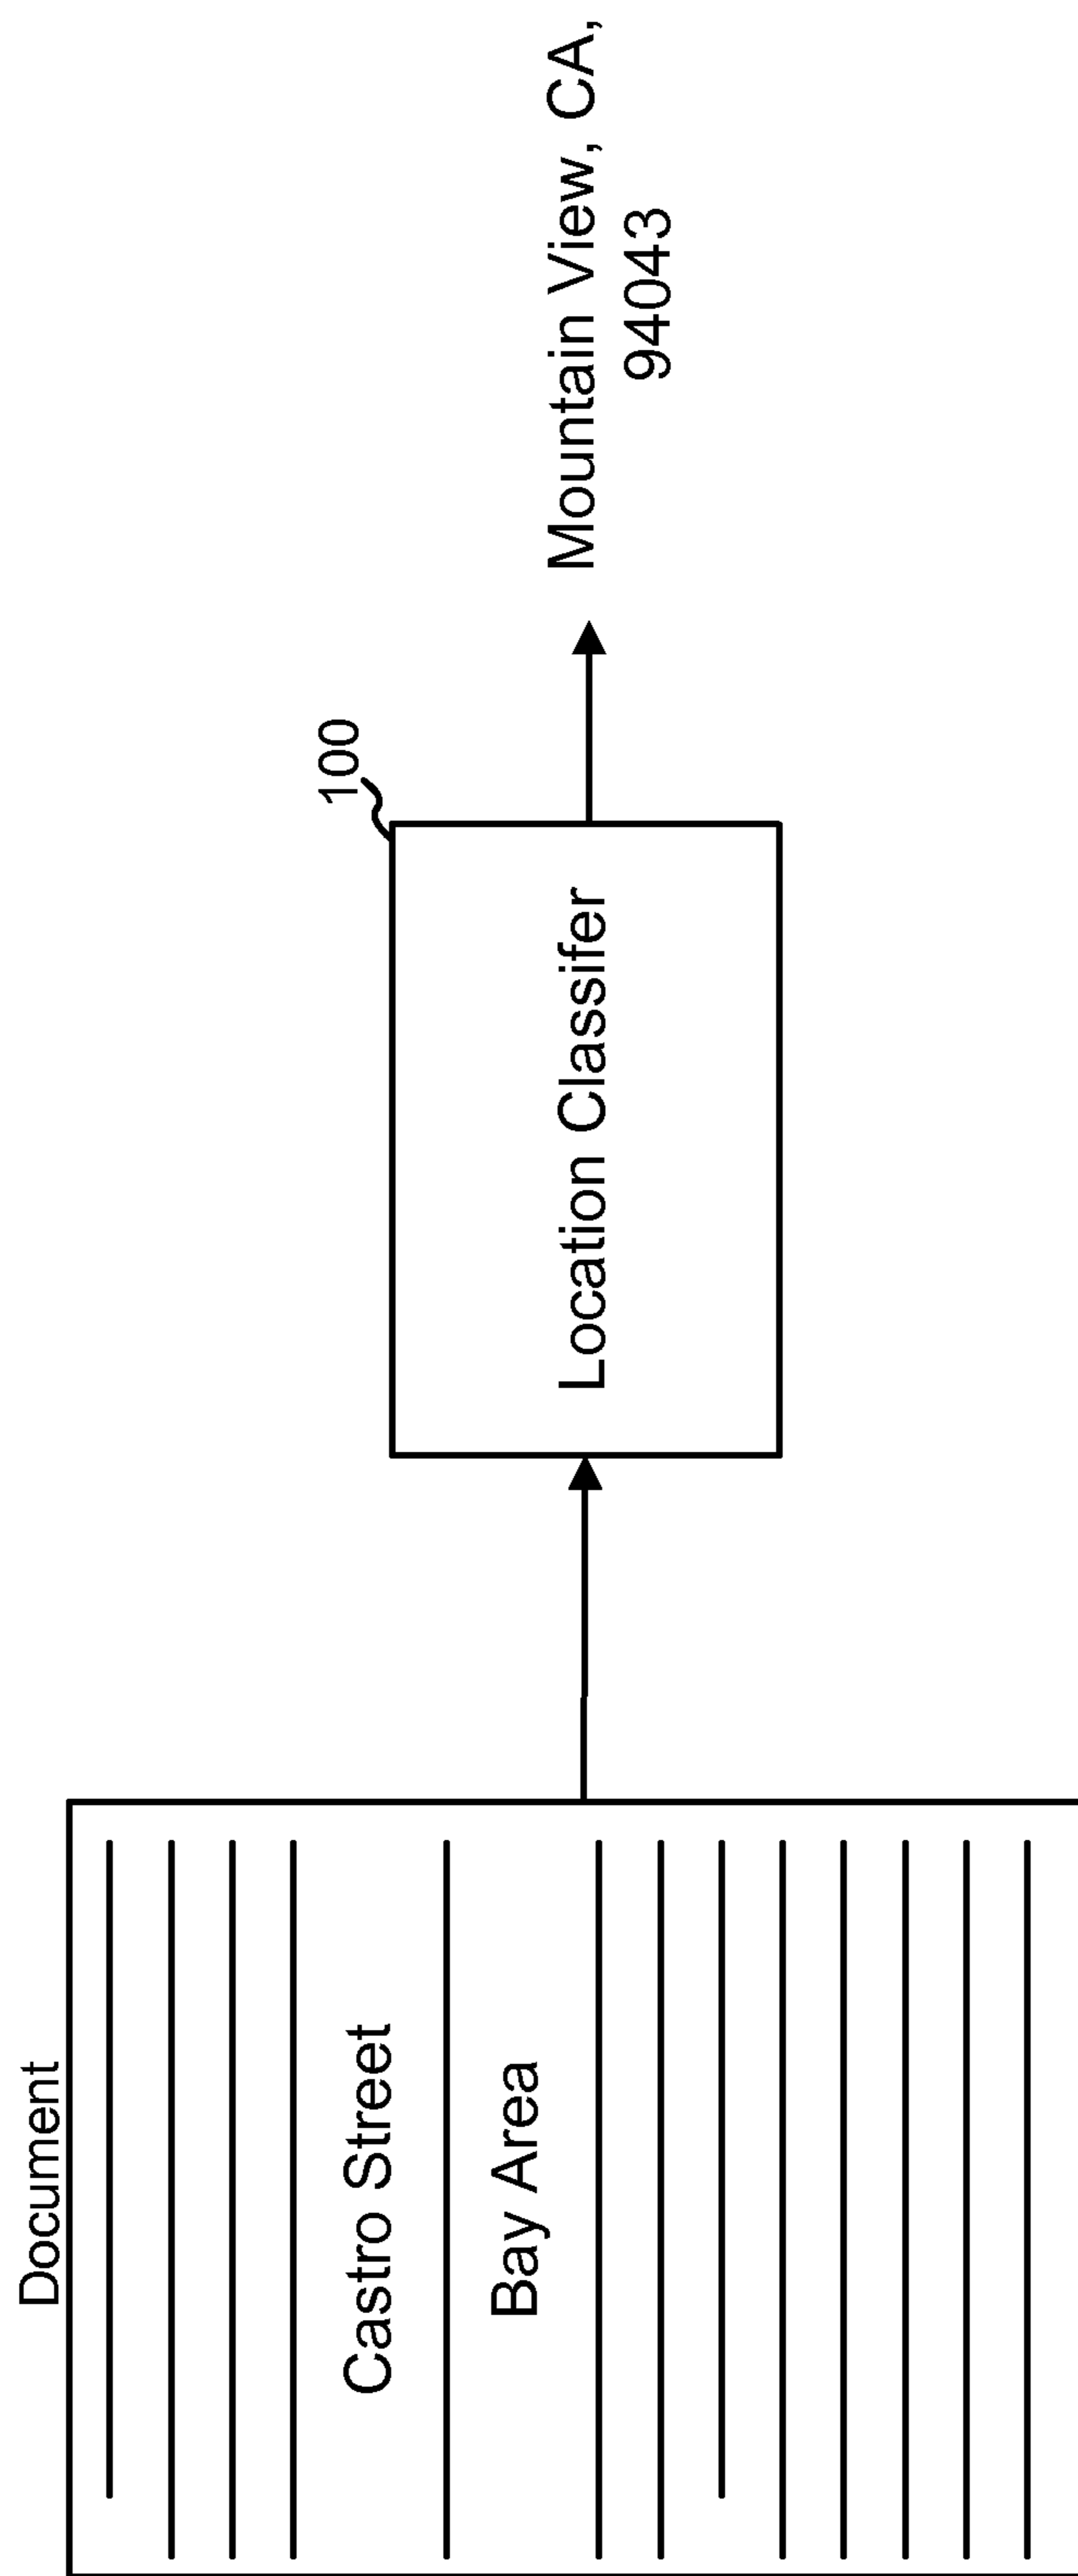 Document
Castro Street
Bay Area
100
Location Classifer
Mountain View, CA,
94043